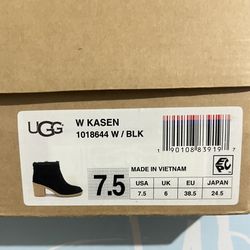 UGG
W KASEN
1018644 W / BLK
1 90108 83919 7
7.5
MADE IN VIETNAM
USA UK EU JAPAN
7.5 6 38.5 24.5